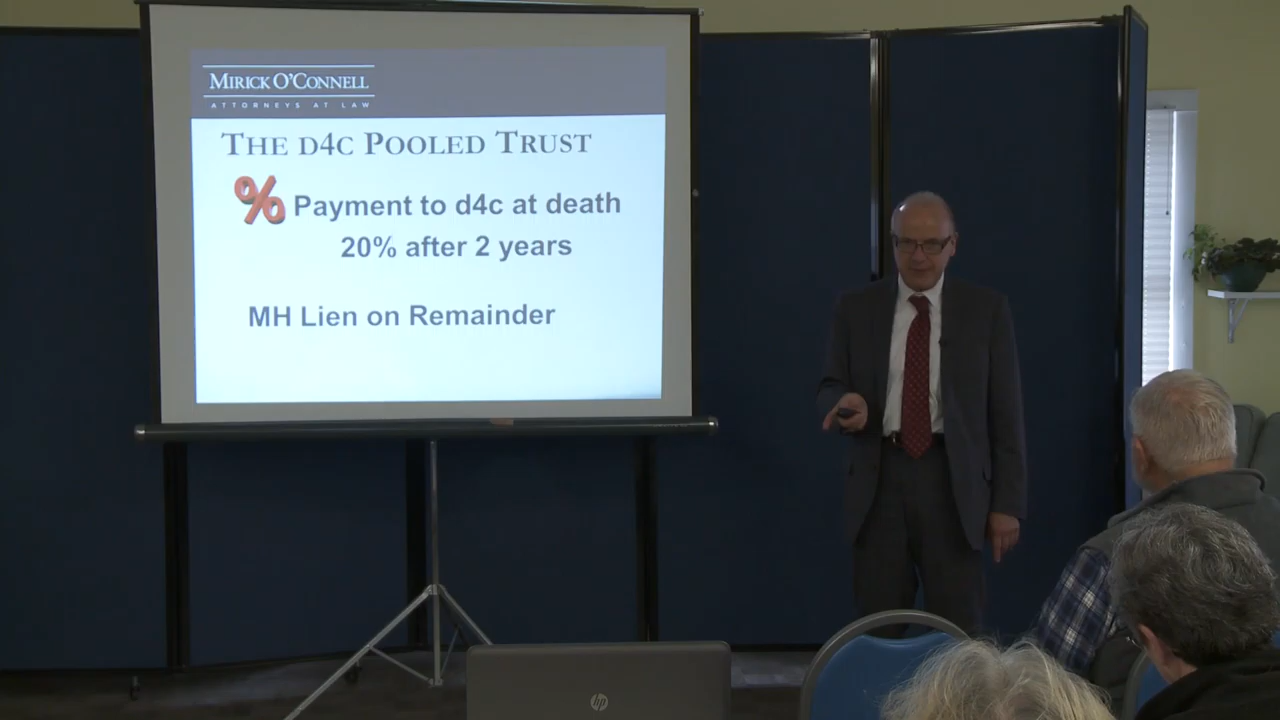 MIRICK O'CONNELL
ATTORNEYS AT LAW
THE D4C POOLED TRUST
% Payment to d4c at death
20% after 2 years
MH Lien on Remainder
hp